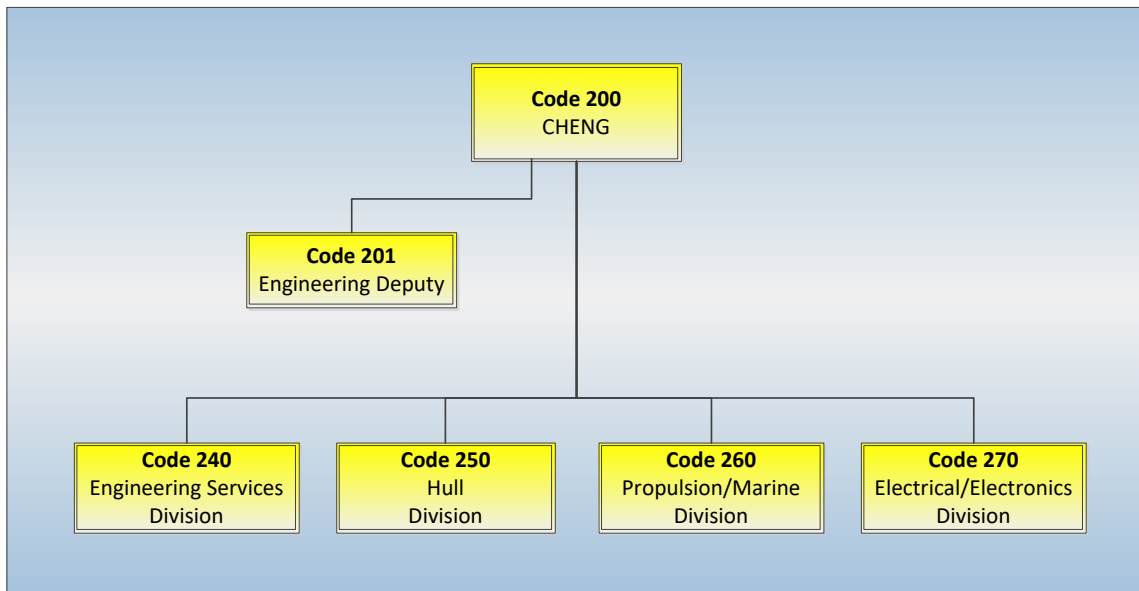 Code 200
CHENG
Code 201
Engineering Deputy
Code 240
Engineering Services
Division
Code 250
Hull
Division
Code 260
Propulsion/Marine
Division
Code 270
Electrical/Electronics
Division